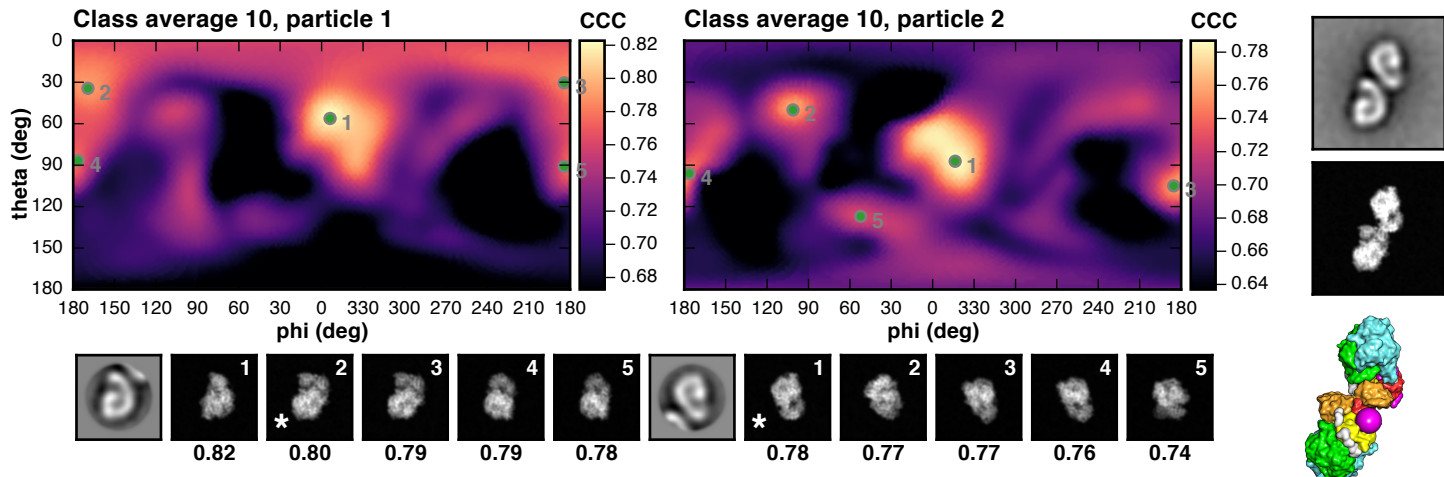 Class average 10, particle 1
CCC
theta (deg)
0
30
60
90
120
150
180
1
2
3
4
5
180 150 120 90 60 30 0 330 300 270 240 210 180
phi (deg)
0.82
0.80
0.78
0.76
0.74
0.72
0.70
0.68
Class average 10, particle 2
CCC
1
2
3
4
5
180 150 120 90 60 30 0 330 300 270 240 210 180
phi (deg)
0.78
0.76
0.74
0.72
0.70
0.68
0.66
0.64
1 2 3 4 5
*
0.82 0.80 0.79 0.79 0.78
1 2 3 4 5
*
0.78 0.77 0.77 0.76 0.74